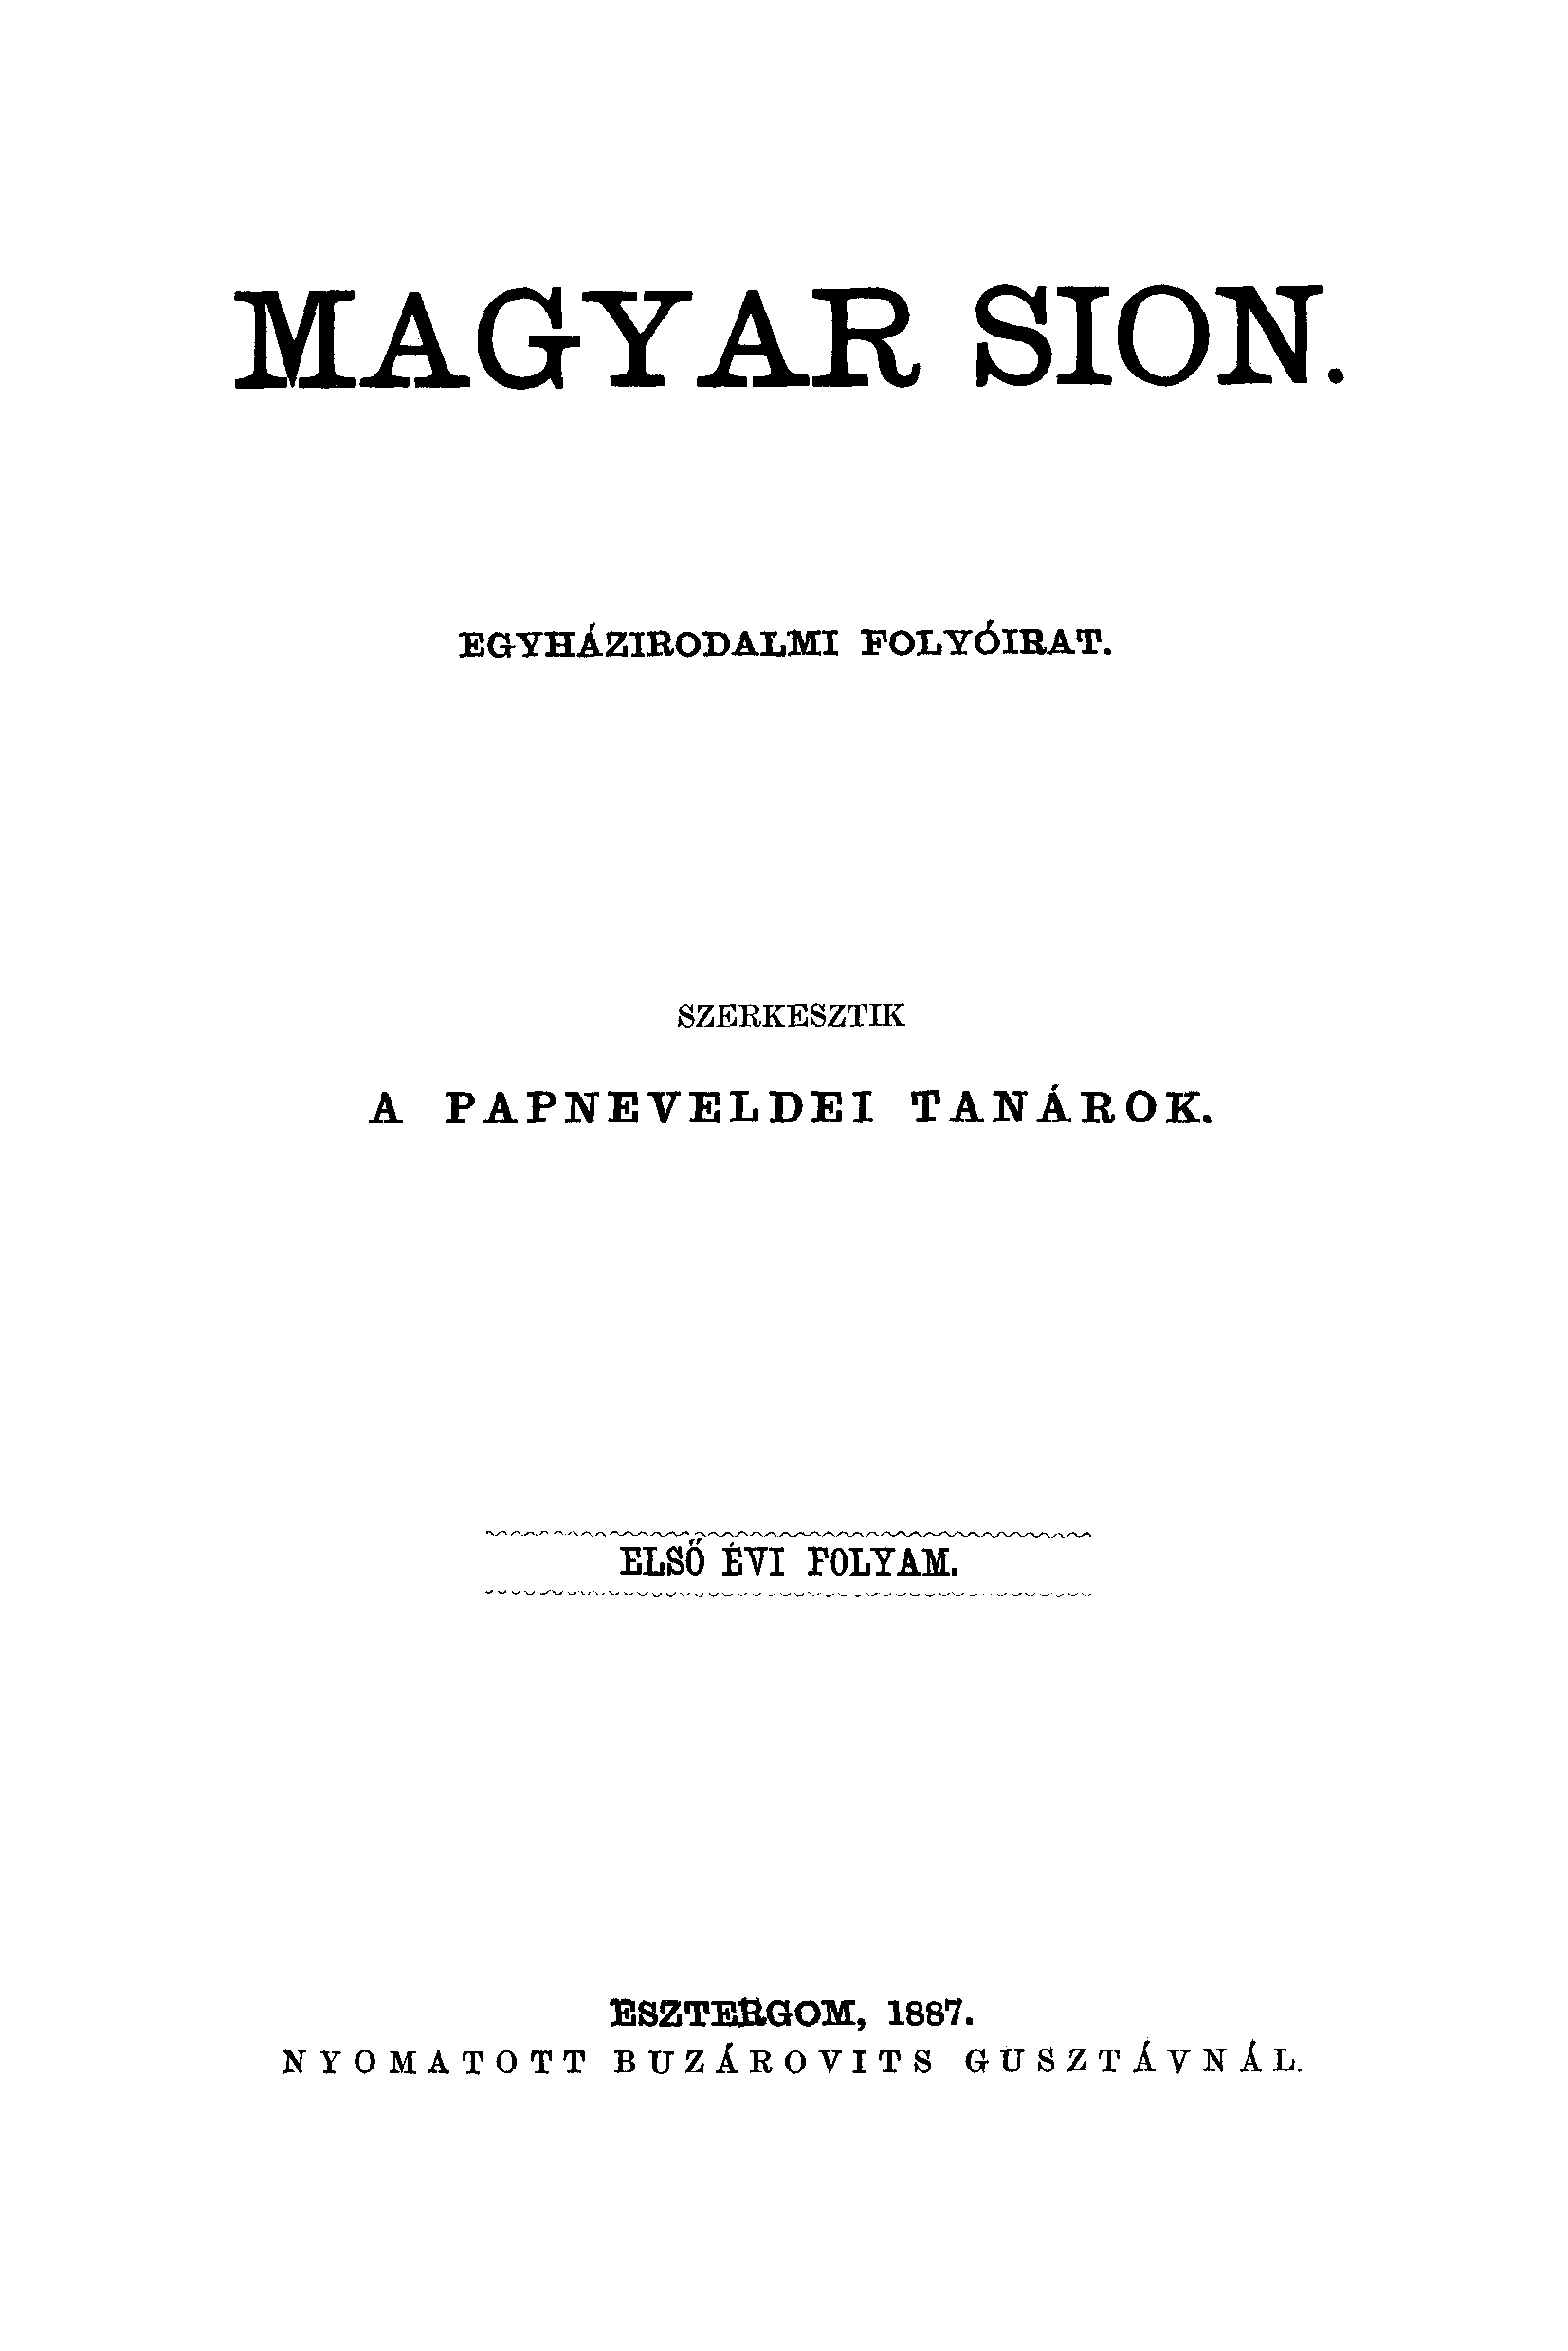 MAGYAR SION.
EGYHÁZIRODALMI FOLYÓIRAT.
SZERKESZTIK
A PAPNEVELDEI TANÁROK.
ELSŐ ÉVI FOLYAM.
ESZTERGOM, 1887.
NYOMATOTT BUZÁROVITS GUSZTÁVNÁL.